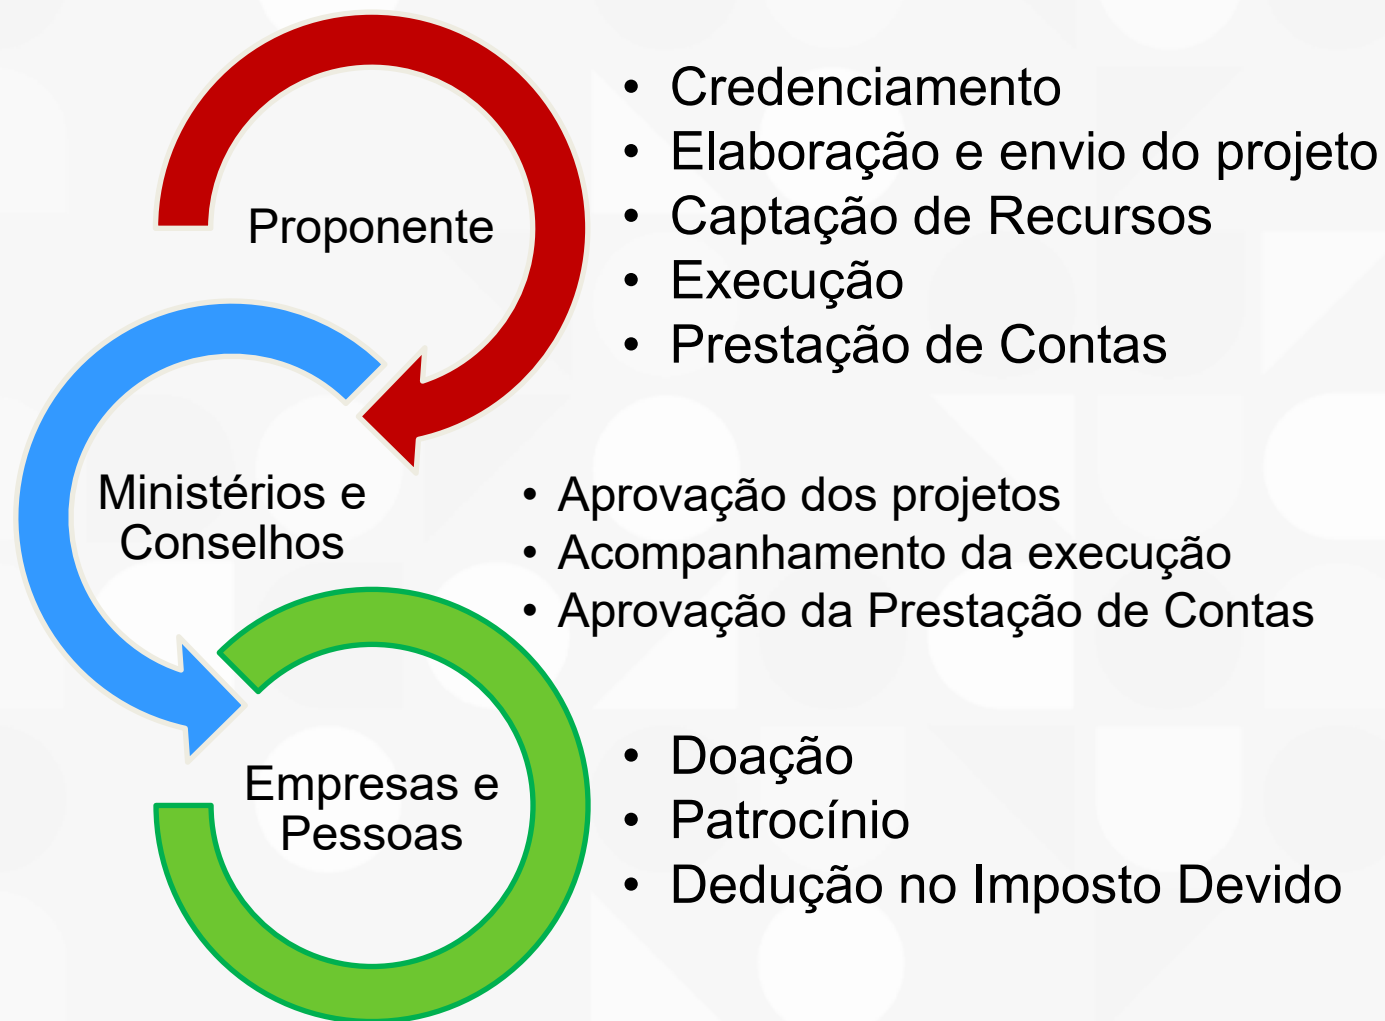 Proponente
• Credenciamento
• Elaboração e envio do projeto
• Captação de Recursos
• Execução
• Prestação de Contas
Ministérios e
Conselhos
• Aprovação dos projetos
• Acompanhamento da execução
• Aprovação da Prestação de Contas
Empresas e
Pessoas
• Doação
• Patrocínio
• Dedução no Imposto Devido